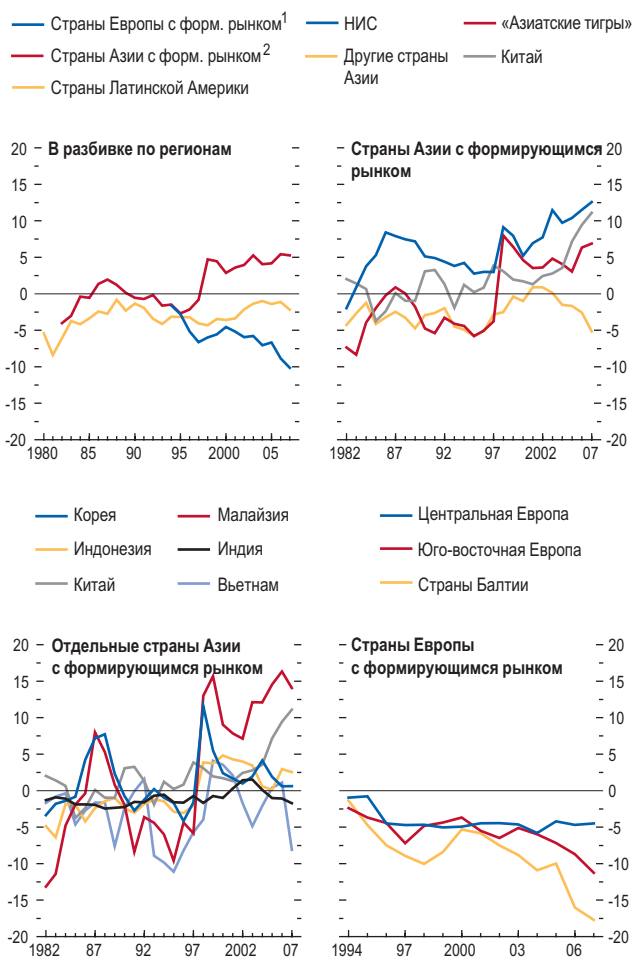 Страны Европы с форм. рынком1
Страны Азии с форм. рынком2
Страны Латинской Америки
НИС
Другие страны
Азии
«Азиатские тигры»
Китай
В разбивке по регионам
20
15
10
5
0
-5
-10
-15
-20
1980 85 90 95 2000 05
Страны Азии с формирующимся
рынком
20
15
10
5
0
-5
-10
-15
-20
1982 87 92 97 2002 07
Корея
Индонезия
Китай
Малайзия
Индия
Вьетнам
Центральная Европа
Юго-восточная Европа
Страны Балтии
Отдельные страны Азии
с формирующимся рынком
20
15
10
5
0
-5
-10
-15
-20
1982 87 92 97 2002 07
Страны Европы
с формирующимся рынком
20
15
10
5
0
-5
-10
-15
-20
1994 97 2000 03 06